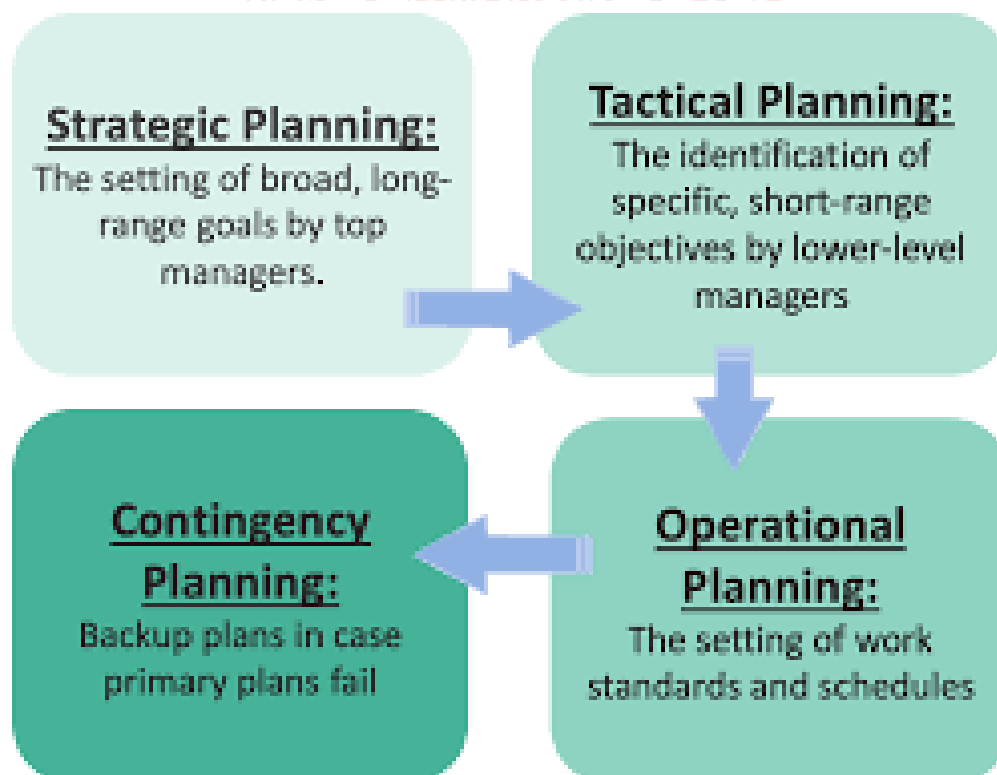 Strategic Planning:
The setting of broad, long-
range goals by top
managers.
Tactical Planning:
The identification of
specific, short-range
objectives by lower-level
managers
Operational
Planning:
The setting of work
standards and schedules
Contingency
Planning:
Backup plans in case
primary plans fail